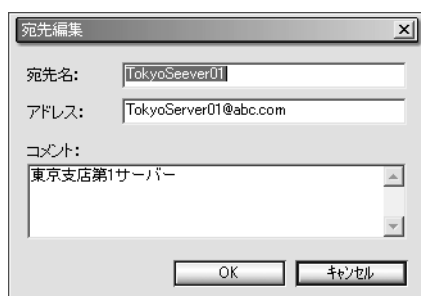 宛先編集
宛先名: TokyoSeever01
アドレス: TokyoServer01@abc.com
コメント:
東京支店第1サーバー
OK キャンセル